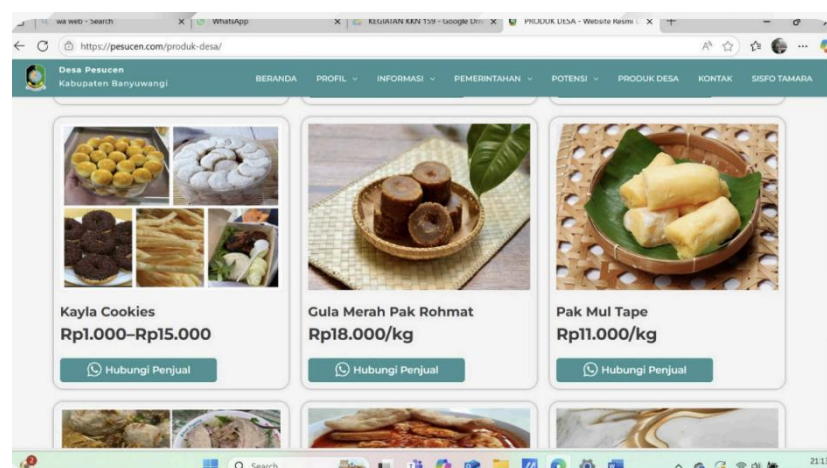 wa web - Search
WhatsApp
KEGIATAN KKN 159 - Google Dri
PRODUK DESA - Website Resmi
https://pesucen.com/produk-desa/
Desa Pesucen
Kabupaten Banyuwangi
BERANDA PROFIL INFORMASI PEMERINTAHAN POTENSI PRODUK DESA KONTAK SISFO TAMARA
Kayla Cookies
Rp1.000–Rp15.000
Hubungi Penjual
Gula Merah Pak Rohmat
Rp18.000/kg
Hubungi Penjual
Pak Mul Tape
Rp11.000/kg
Hubungi Penjual
2
Search